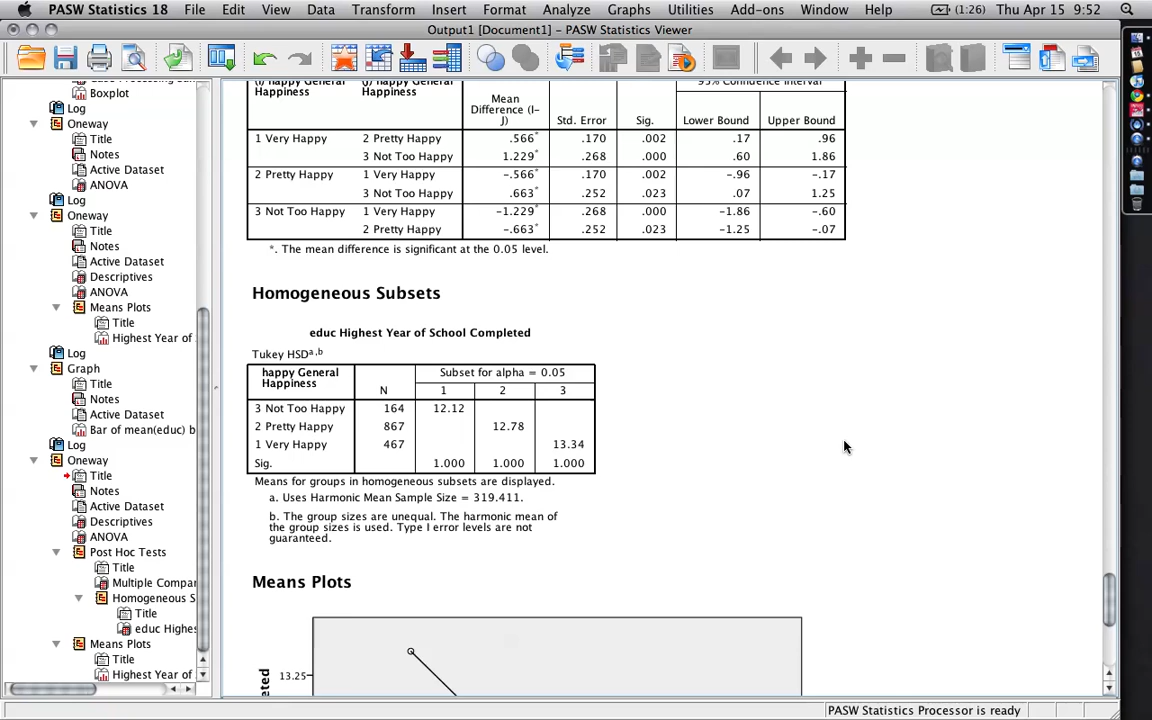 PASW Statistics 18 File Edit View Data Transform Insert Format Analyze Graphs Utilities Add-ons Window Help (1:26) Thu Apr 15 9:52
Output1 [Document1] – PASW Statistics Viewer
Boxplot
Log
Oneway
Title
Notes
Active Dataset
ANOVA
Log
Oneway
Title
Notes
Active Dataset
Descriptives
ANOVA
Means Plots
Title
Highest Year of
Log
Graph
Title
Notes
Active Dataset
Bar of mean(educ) b
Log
Oneway
Title
Notes
Active Dataset
Descriptives
ANOVA
Post Hoc Tests
Title
Multiple Compar
Homogeneous S
Title
educ Highes
Means Plots
Title
Highest Year of
(I) happy General Happiness (J) happy General Happiness Mean Difference (I–J) Std. Error Sig. 95% Confidence Interval
Lower Bound Upper Bound
1 Very Happy 2 Pretty Happy .566* .170 .002 .17 .96
3 Not Too Happy 1.229* .268 .000 .60 1.86
2 Pretty Happy 1 Very Happy –.566* .170 .002 –.96 –.17
3 Not Too Happy .663* .252 .023 .07 1.25
3 Not Too Happy 1 Very Happy –1.229* .268 .000 –1.86 –.60
2 Pretty Happy –.663* .252 .023 –1.25 –.07
*. The mean difference is significant at the 0.05 level.
Homogeneous Subsets
educ Highest Year of School Completed
Tukey HSDa,b
happy General Happiness N Subset for alpha = 0.05
1 2 3
3 Not Too Happy 164 12.12
2 Pretty Happy 867 12.78
1 Very Happy 467 13.34
Sig. 1.000 1.000 1.000
Means for groups in homogeneous subsets are displayed.
a. Uses Harmonic Mean Sample Size = 319.411.
b. The group sizes are unequal. The harmonic mean of
the group sizes is used. Type I error levels are not
guaranteed.
Means Plots
13.25
eted
PASW Statistics Processor is ready